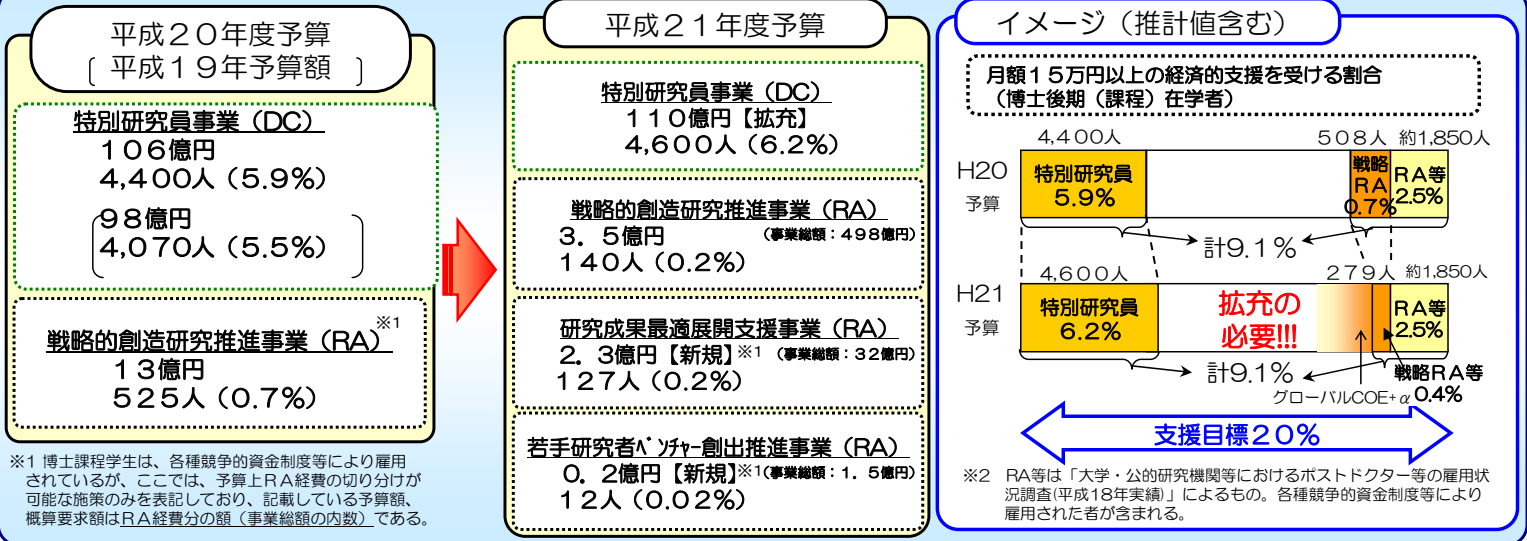 平成２０年度予算
〔 平成１９年予算額 〕
特別研究員事業（DC）
１０６億円
4,400人（5.9%）
98億円
4,070人（5.5%）
戦略的創造研究推進事業（RA）※1
１３億円
５２５人（０.７%）
※1 博士課程学生は、各種競争的資金制度等により雇用
されているが、ここでは、予算上ＲＡ経費の切り分けが
可能な施策のみを表記しており、記載している予算額、
概算要求額はＲＡ経費分の額（事業総額の内数）である。
平成２１年度予算
特別研究員事業（DC）
１１０億円【拡充】
4,600人（6.2%）
戦略的創造研究推進事業（RA）
３．５億円 （事業総額：４９８億円）
１４０人（０.２%）
研究成果最適展開支援事業（RA）
２．３億円【新規】※1 （事業総額：３２億円）
１２７人（０.２%）
若手研究者ﾍﾞﾝﾁｬｰ創出推進事業（RA）
０．２億円【新規】※1（事業総額：１．５億円）
１２人（０.０２%）
イメージ（推計値含む）
月額１５万円以上の経済的支援を受ける割合
（博士後期（課程）在学者）
4,400人 508人 約1,850人
H20
予算
特別研究員
5.9%
戦略
ＲＡ
0.7%
ＲＡ等
2.5%
計9.1％
4,600人 279人 約1,850人
H21
予算
特別研究員
6.2%
拡充の
必要!!!
ＲＡ等
2.5%
計9.1％
戦略ＲＡ等
0.4%
グローバルCOE+α
支援目標２０%
※2 RA等は「大学・公的研究機関等におけるポストドクター等の雇用状
況調査(平成18年実績)」によるもの。各種競争的資金制度等により
雇用された者が含まれる。